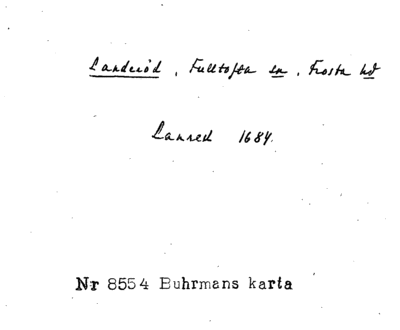 Landeröd, Fulltofta sn, Frosta hd
Lanred 1684.
Nr 8554 Buhrmans karta